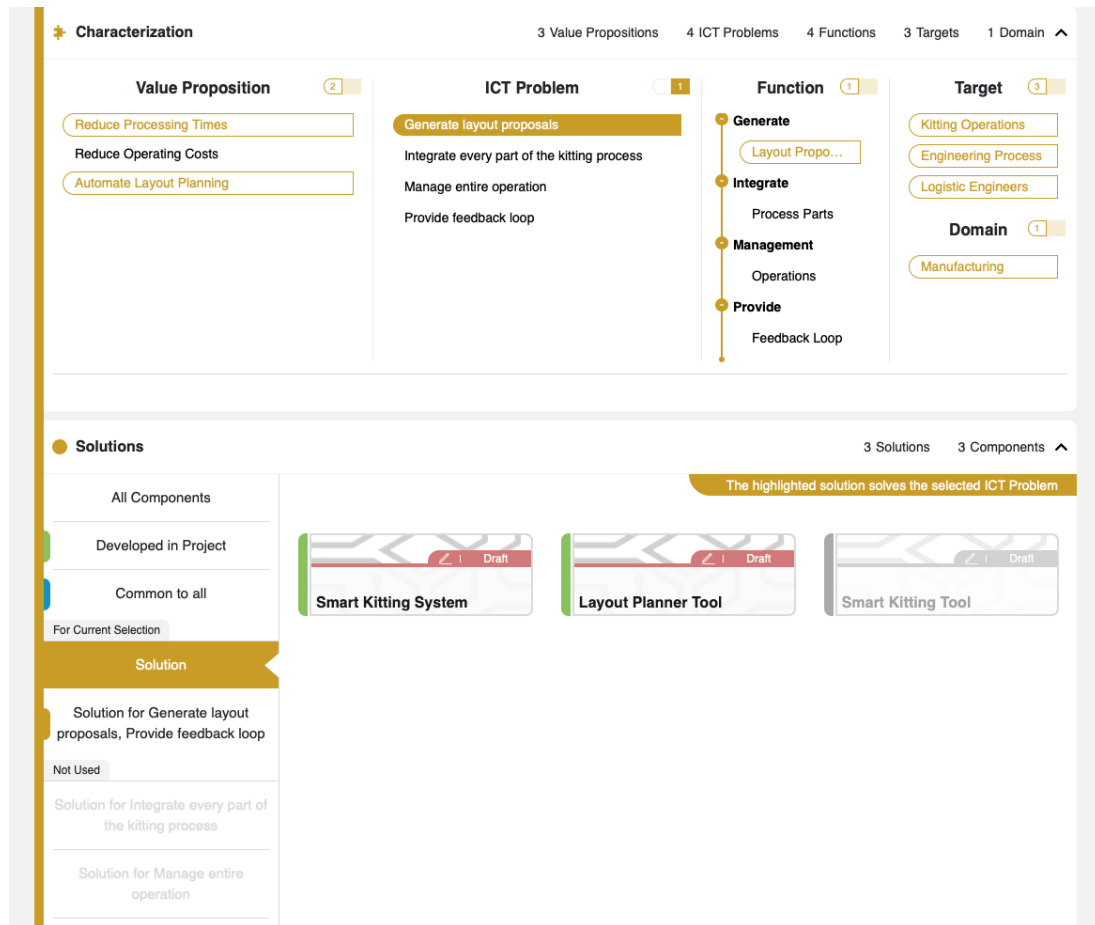 Characterization
3 Value Propositions
4 ICT Problems
4 Functions
3 Targets
1 Domain
Value Proposition
2
Reduce Processing Times
Reduce Operating Costs
Automate Layout Planning
ICT Problem
1
Generate layout proposals
Integrate every part of the kitting process
Manage entire operation
Provide feedback loop
Function
1
Generate
Layout Propo...
Integrate
Process Parts
Management
Operations
Provide
Feedback Loop
Target
3
Kitting Operations
Engineering Process
Logistic Engineers
Domain
1
Manufacturing
Solutions
3 Solutions
3 Components
All Components
Developed in Project
Common to all
For Current Selection
Solution
Solution for Generate layout
proposals, Provide feedback loop
Not Used
Solution for Integrate every part of
the kitting process
Solution for Manage entire
operation
The highlighted solution solves the selected ICT Problem
Draft
Smart Kitting System
Draft
Layout Planner Tool
Draft
Smart Kitting Tool